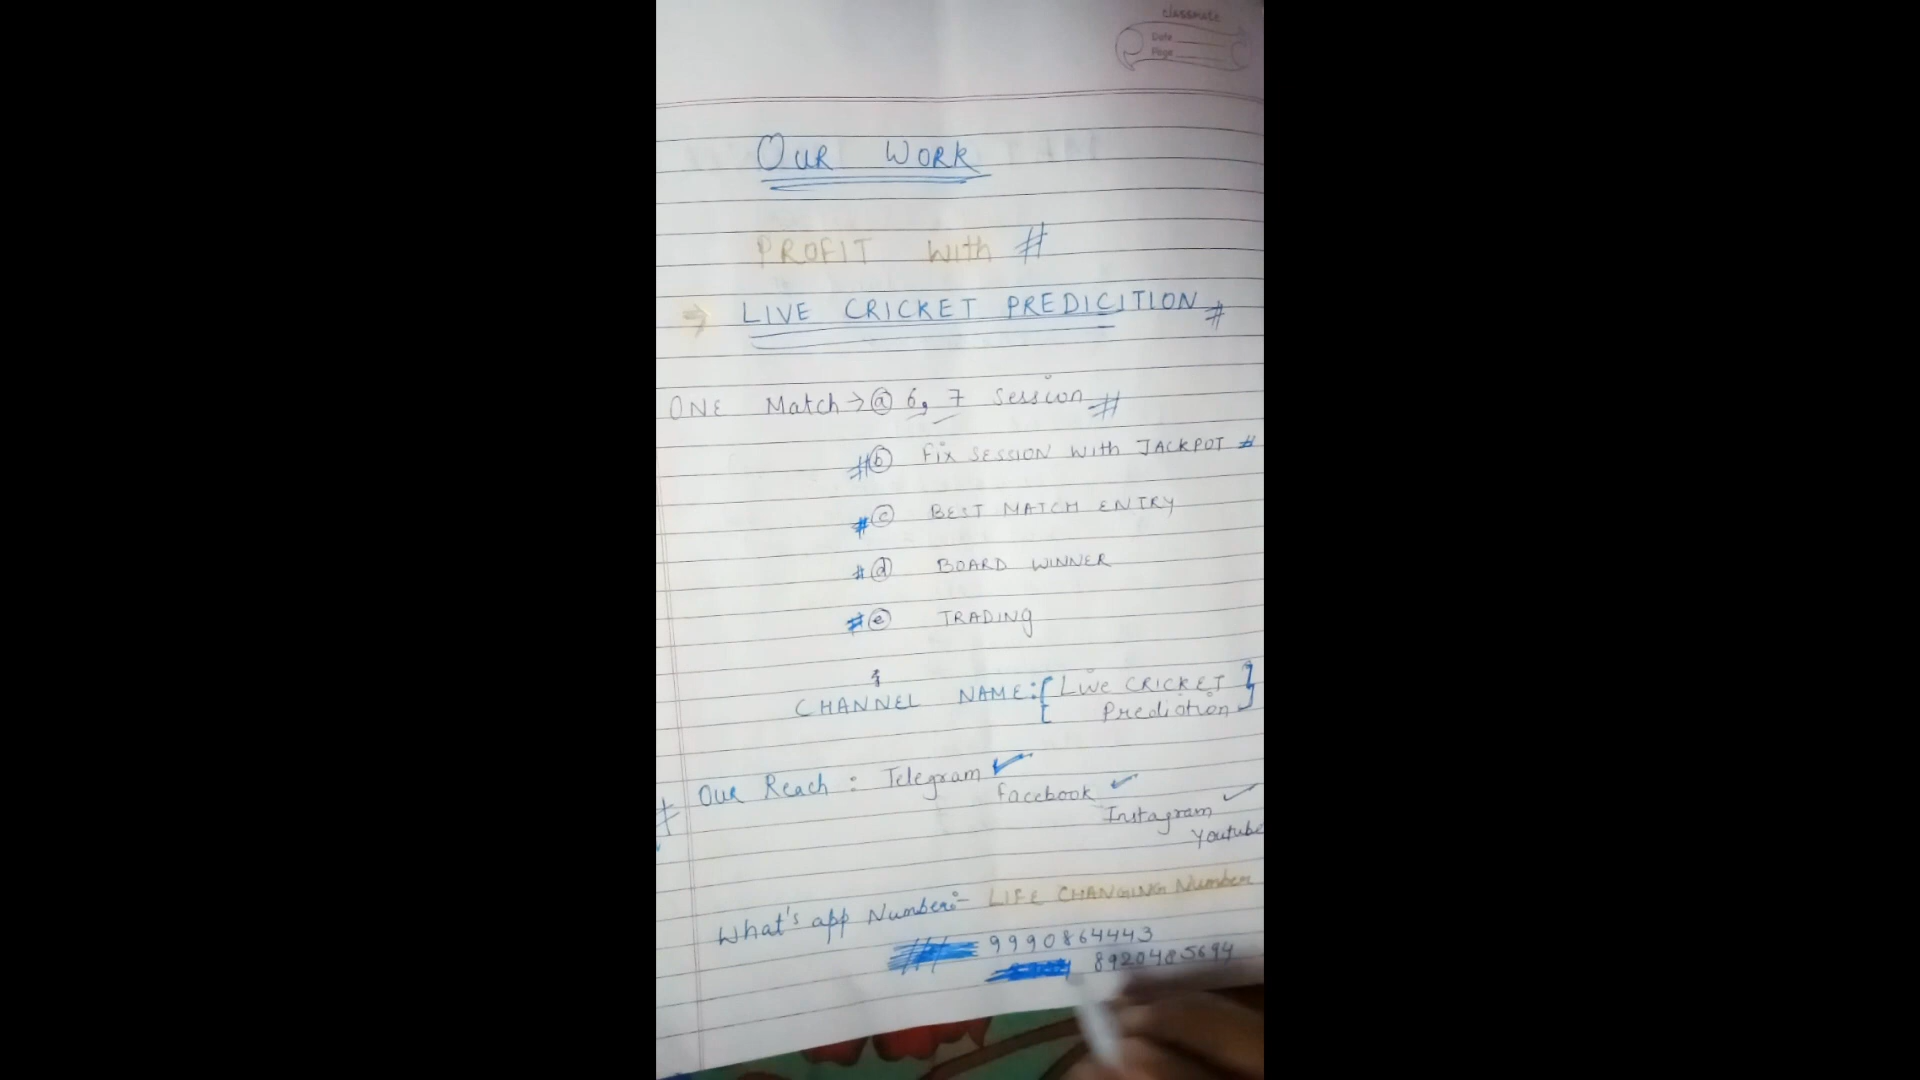 classmate
Date
Page
OUR WORK
PROFIT With #
⇒ LIVE CRICKET PREDICITION #
ONE Match → ⓐ 6, 7 Session #
# ⓑ Fix SESSION With JACKPOT #
# ⓒ BEST MATCH ENTRY
# ⓓ BOARD WINNER
# ⓔ TRADINg
CHANNEL NAME:[Live CRICKET
Prediction]
# Our Reach : Telegram ✓
facebook ✓
Instagram ✓
Youtube
What's app Number:- LIFE CHANGING Number
9990864443
8920485694